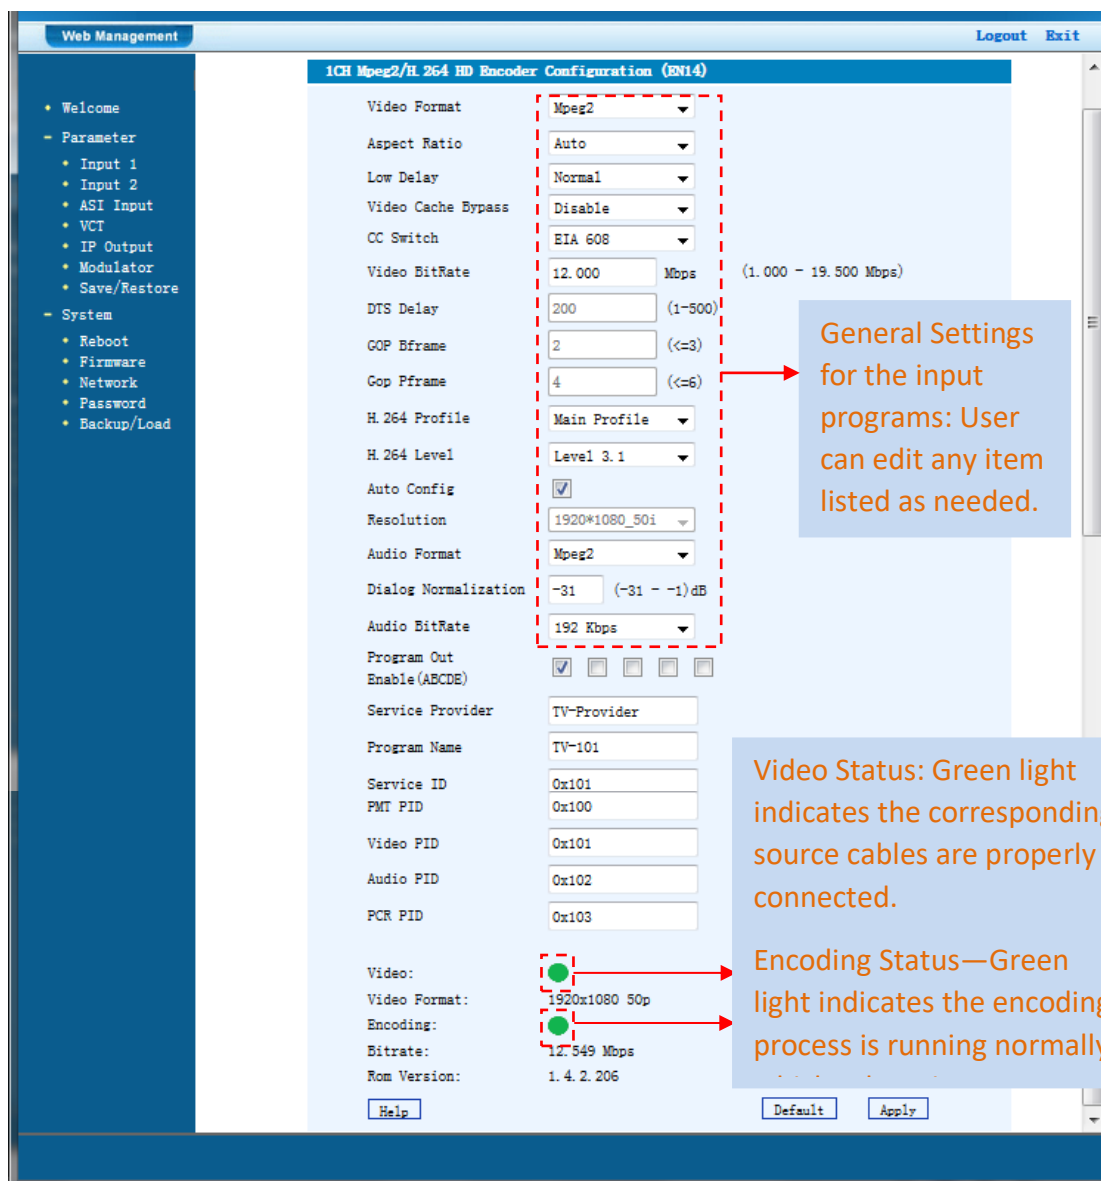 Web Management
Logout Exit
1CH Mpeg2/H.264 HD Encoder Configuration (EN14)
Welcome
Parameter
Input 1
Input 2
ASI Input
VCT
IP Output
Modulator
Save/Restore
System
Reboot
Firmware
Network
Password
Backup/Load
Video Format Mpeg2
Aspect Ratio Auto
Low Delay Normal
Video Cache Bypass Disable
CC Switch EIA 608
Video BitRate 12.000 Mbps (1.000 - 19.500 Mbps)
DTS Delay 200 (1-500)
GOP Bframe 2 (<=3)
Gop Pframe 4 (<=6)
H.264 Profile Main Profile
H.264 Level Level 3.1
Auto Config
Resolution 1920*1080_50i
Audio Format Mpeg2
Dialog Normalization -31 (-31 - -1)dB
Audio BitRate 192 Kbps
Program Out
Enable(ABCDE)
Service Provider TV-Provider
Program Name TV-101
Service ID 0x101
PMT PID 0x100
Video PID 0x101
Audio PID 0x102
PCR PID 0x103
Video:
Video Format: 1920x1080 50p
Encoding:
Bitrate: 12.549 Mbps
Rom Version: 1.4.2.206
Help Default Apply
General Settings
for the input
programs: User
can edit any item
listed as needed.
Video Status: Green light
indicates the corresponding
source cables are properly
connected.
Encoding Status—Green
light indicates the encoding
process is running normally